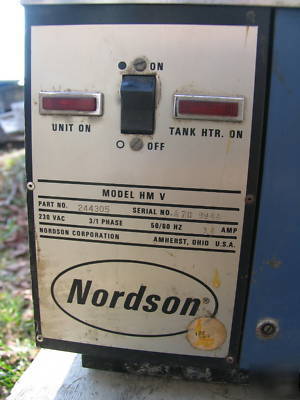 ON
UNIT ON
TANK HTR. ON
OFF
MODEL HM V
PART NO. 244305 SERIAL NO.
230 VAC 3/1 PHASE 50/60 HZ AMP
NORDSON CORPORATION AMHERST, OHIO U.S.A.
Nordson®